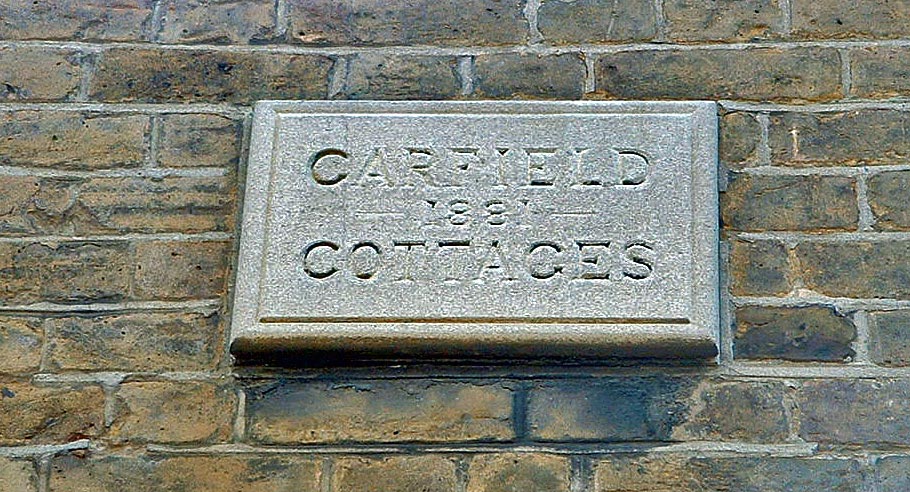 GARFIELD
— 1881 —
COTTAGES